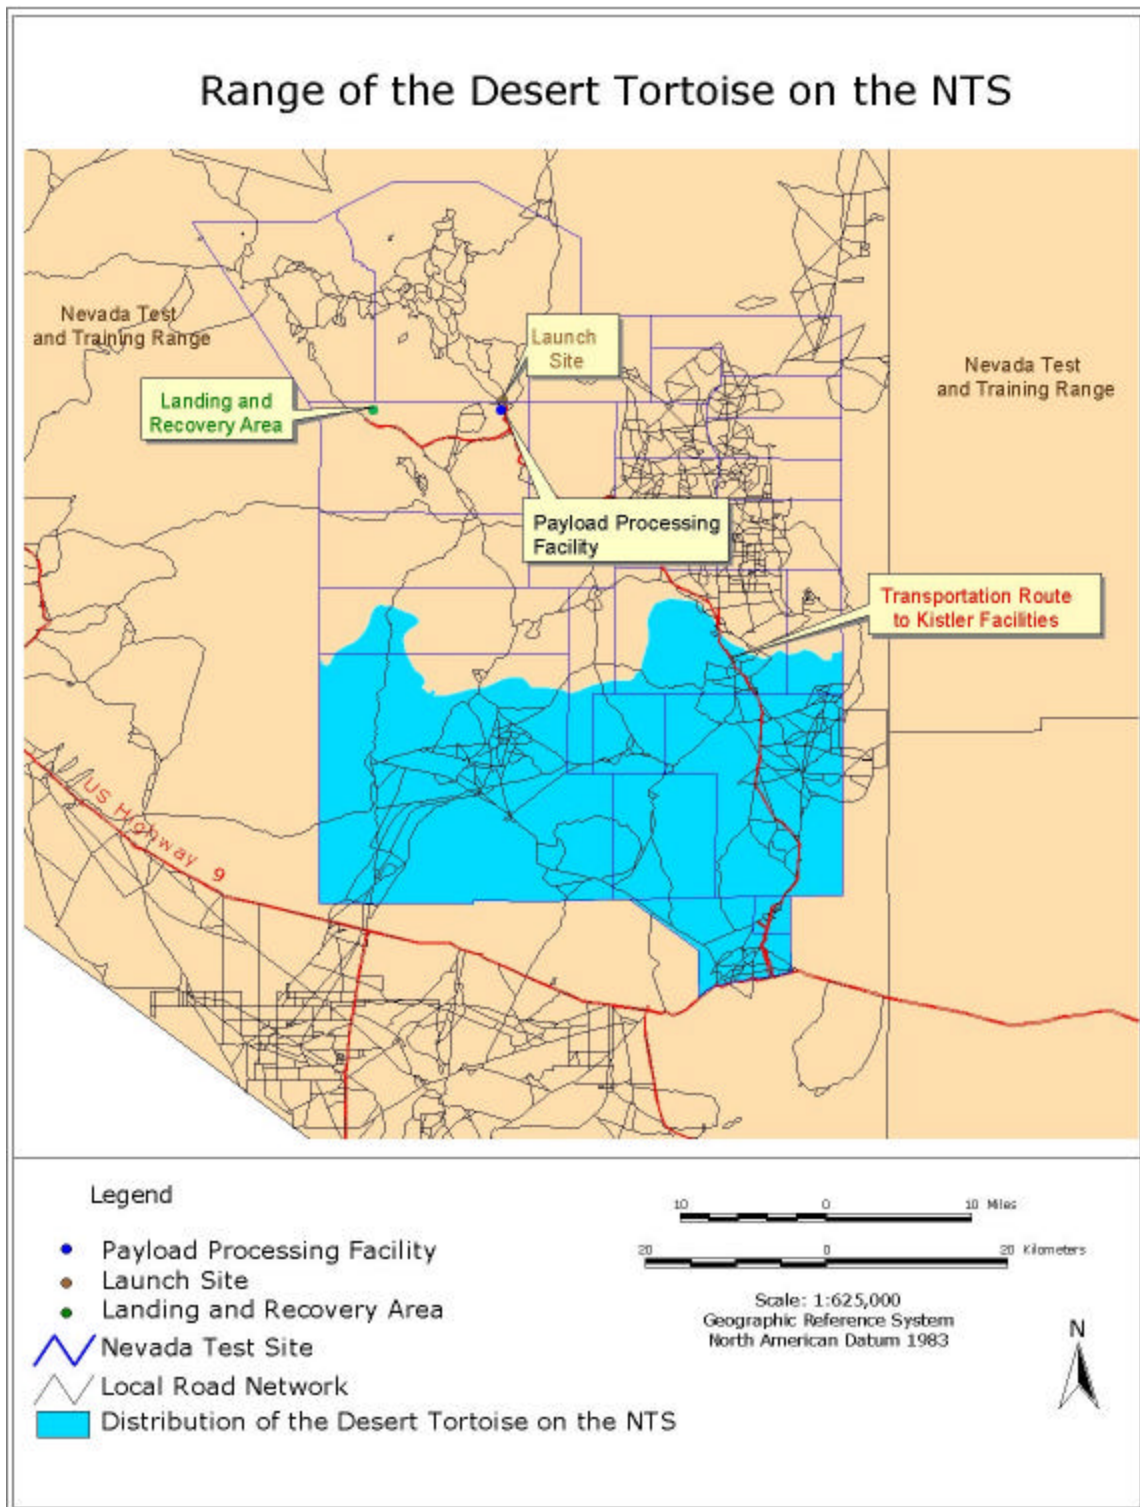 Range of the Desert Tortoise on the NTS
Nevada Test
and Training Range
Launch
Site
Nevada Test
and Training Range
Landing and
Recovery Area
Payload Processing
Facility
Transportation Route
to Kistler Facilities
US Highway 9
Legend
Payload Processing Facility
Launch Site
Landing and Recovery Area
Nevada Test Site
Local Road Network
Distribution of the Desert Tortoise on the NTS
10 0 10 Miles
20 0 20 Kilometers
Scale: 1:625,000
Geographic Reference System
North American Datum 1983
N